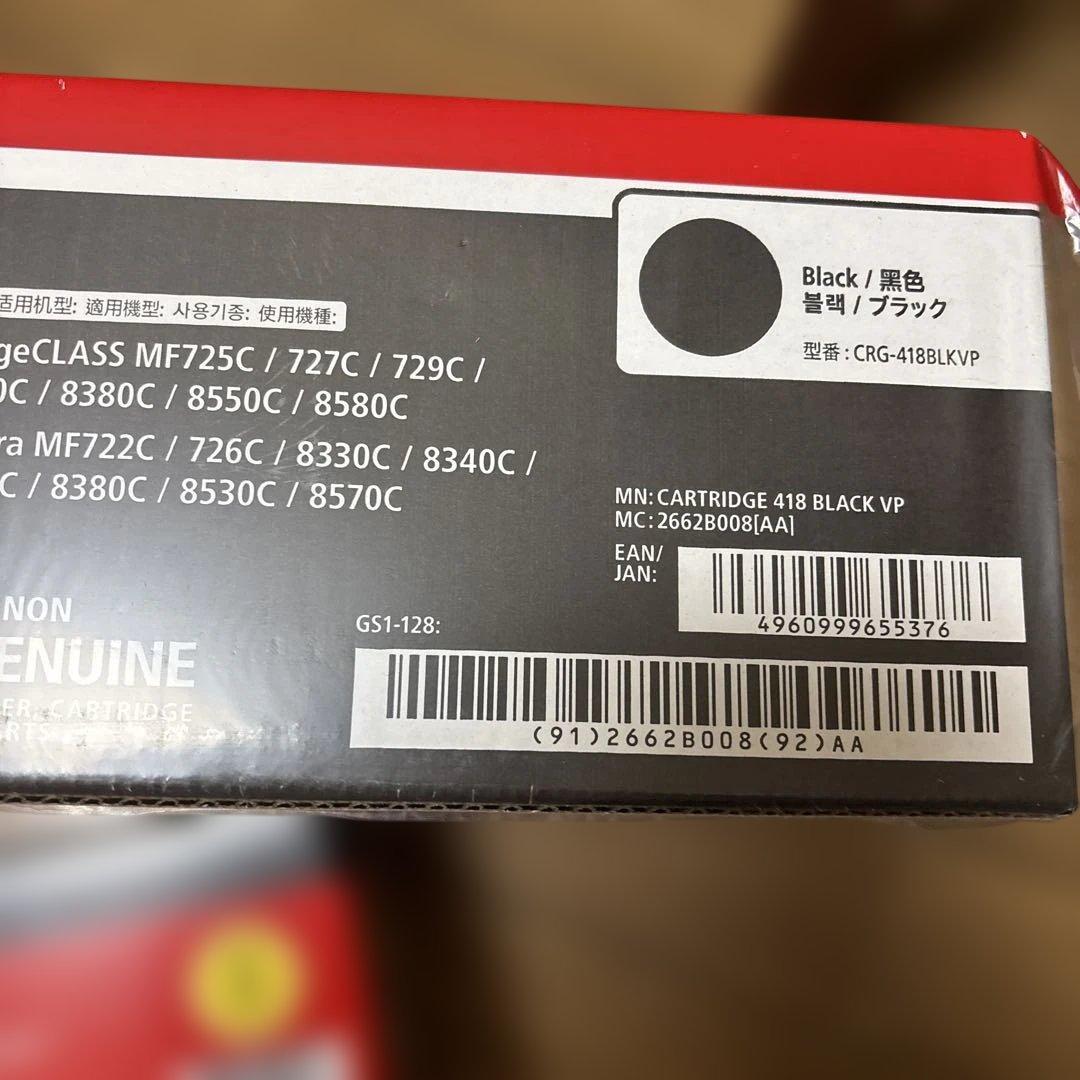 Black / 黑色
블랙 / ブラック
型番 : CRG-418BLKVP
适用机型: 適用機型: 사용기종: 使用機種:
geCLASS MF725C / 727C / 729C /
0C / 8380C / 8550C / 8580C
ra MF722C / 726C / 8330C / 8340C /
C / 8380C / 8530C / 8570C
MN: CARTRIDGE 418 BLACK VP
MC: 2662B008[AA]
EAN/
JAN:
4960999655376
NON
ENUINE
ER, CARTRIDGE
GS1-128:
(91)2662B008(92)AA